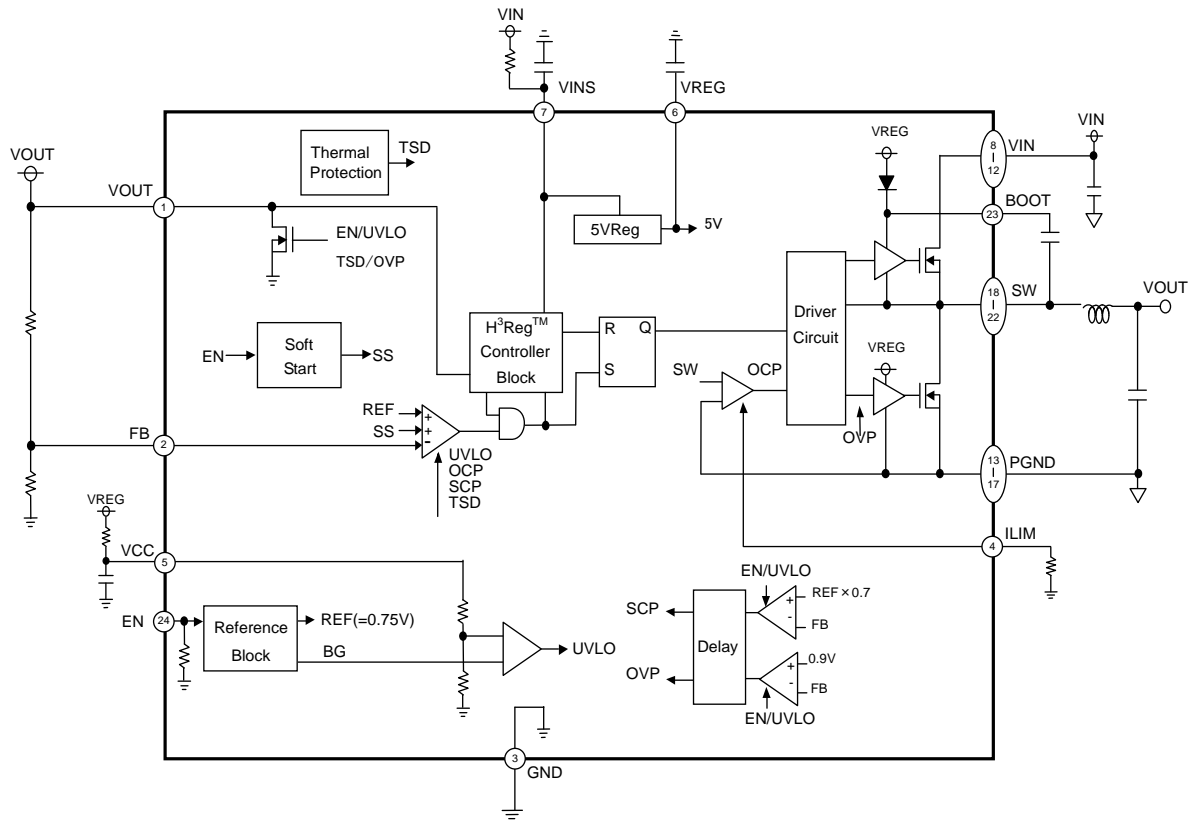 VIN
VINS
VREG
7
6
VIN
VREG
8
12
VIN
Thermal
Protection
TSD
VOUT
VOUT
1
BOOT
23
5VReg
5V
EN/UVLO
TSD/OVP
Driver
Circuit
18
22
SW
VOUT
H³Reg™
Controller
Block
R
Q
S
EN
Soft
Start
SS
SW
OCP
VREG
OVP
REF
SS
+
+
-
FB
2
UVLO
OCP
SCP
TSD
13
17
PGND
VREG
VCC
5
4
ILIM
EN
24
Reference
Block
REF(=0.75V)
BG
UVLO
EN/UVLO
SCP
Delay
+
-
REF×0.7
FB
OVP
+
-
0.9V
FB
EN/UVLO
3
GND